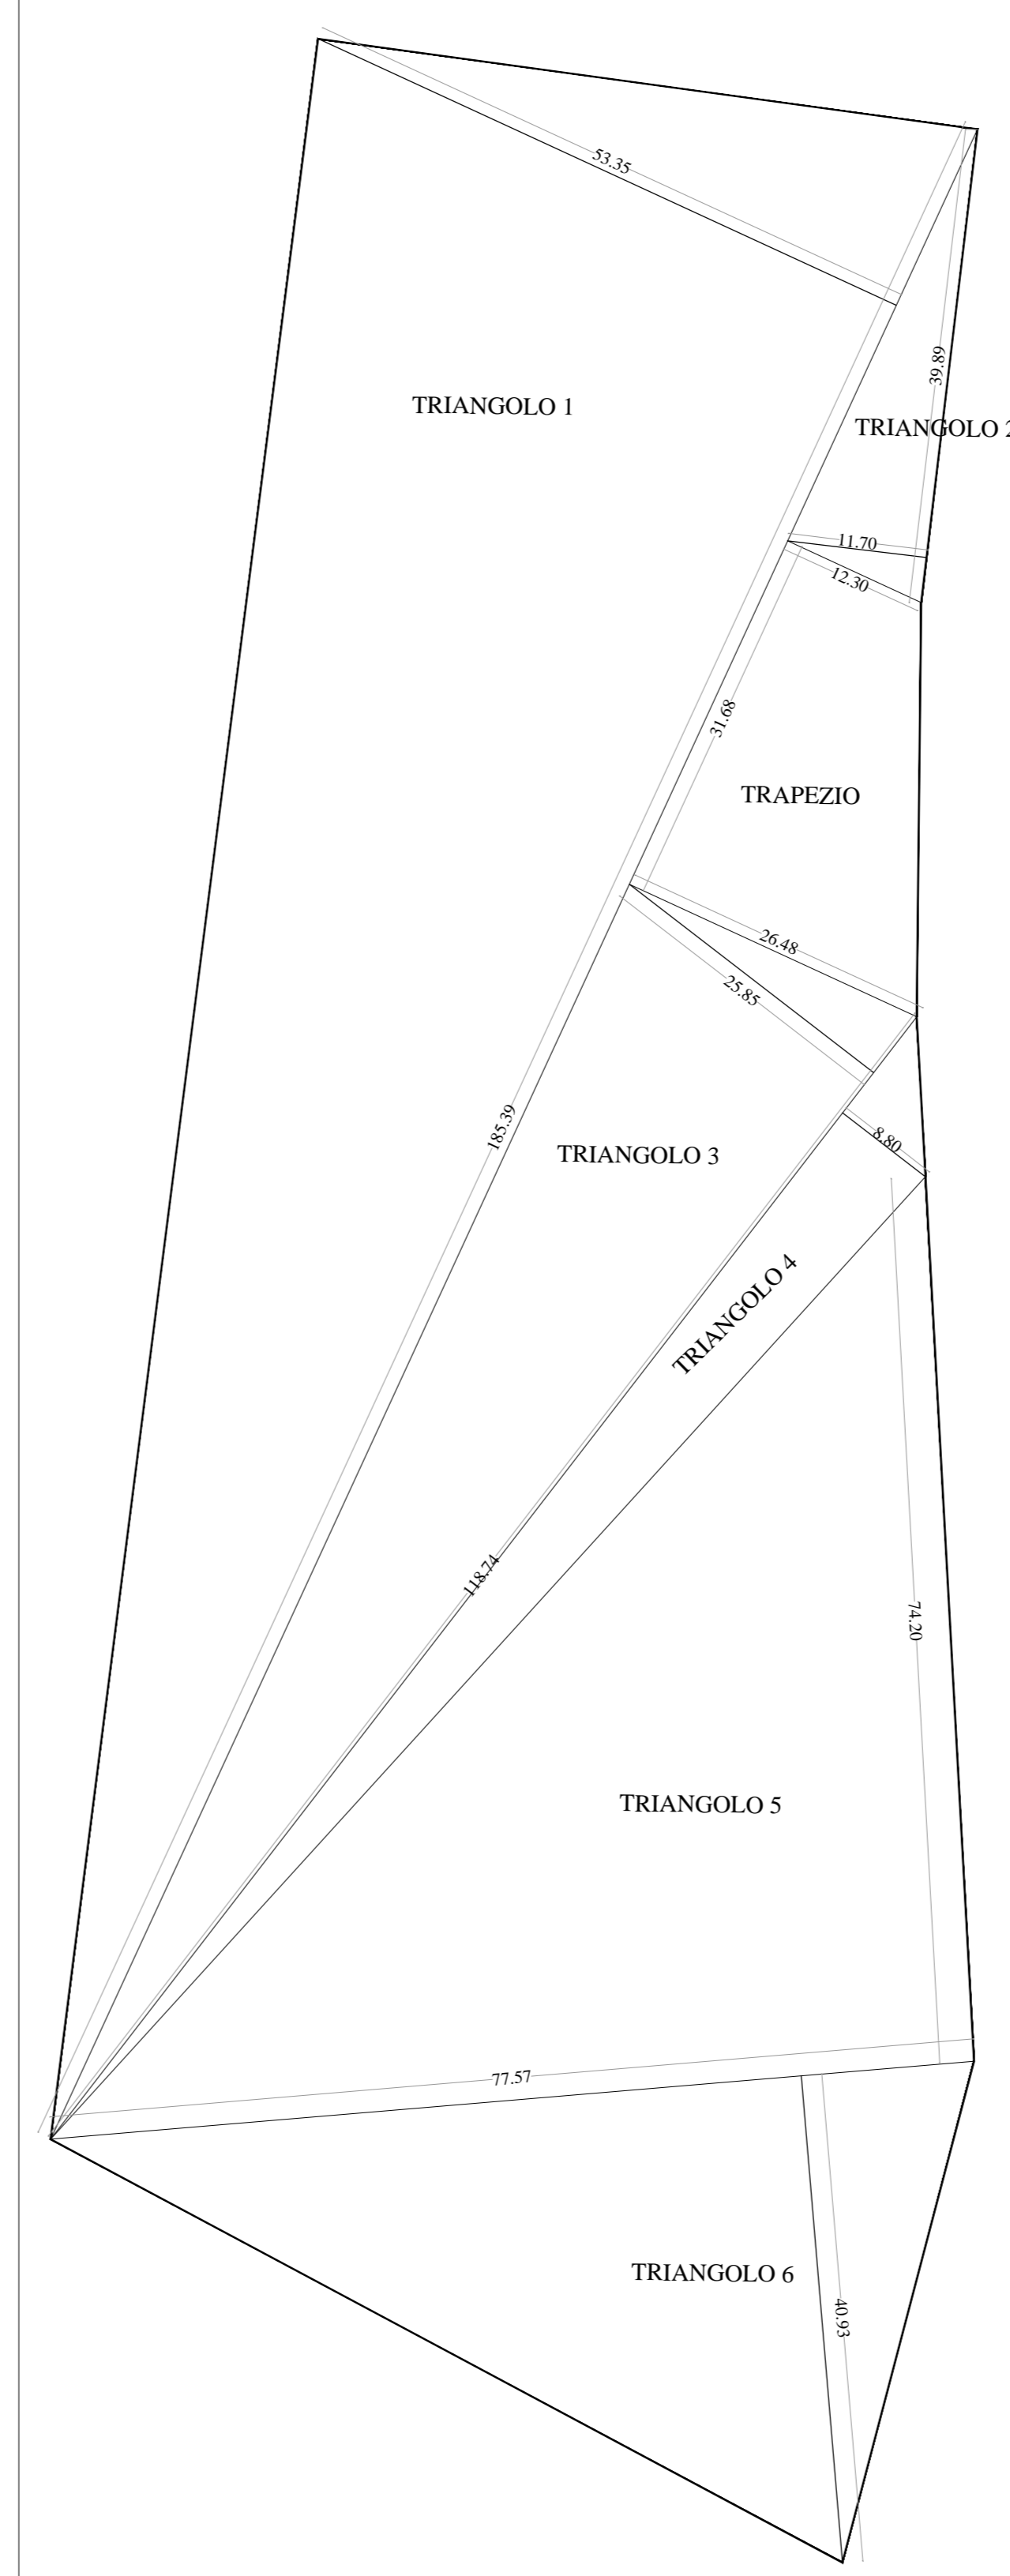 53.35
39.89
TRIANGOLO 1
TRIANGOLO 2
11.70
12.30
31.68
TRAPEZIO
26.48
25.85
185.39
8.80
TRIANGOLO 3
TRIANGOLO 4
118.74
74.20
TRIANGOLO 5
77.57
TRIANGOLO 6
40.93